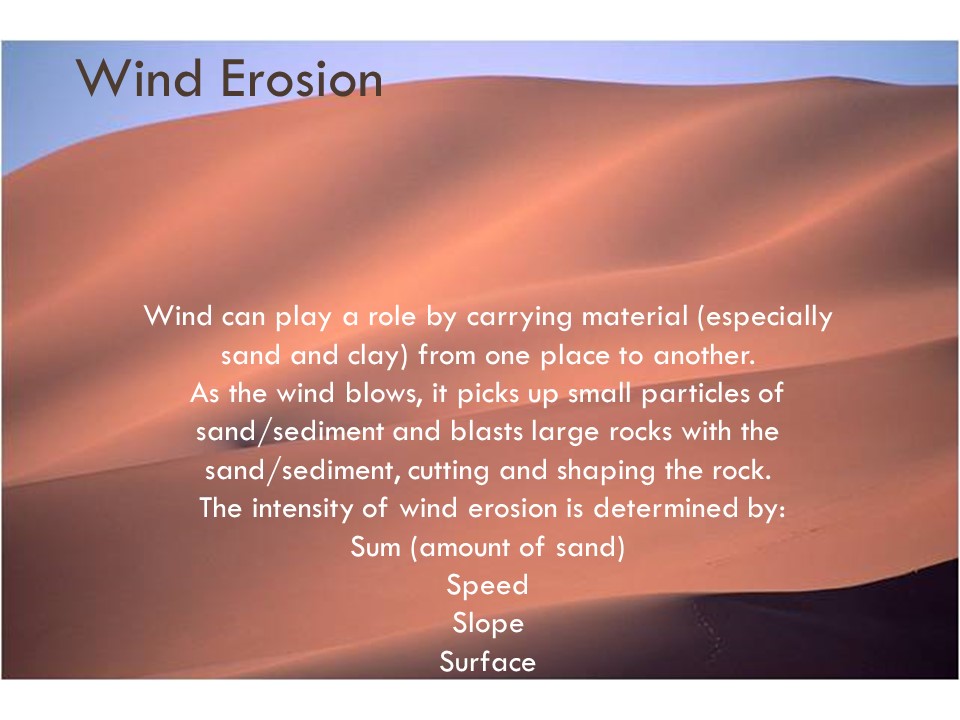 Wind Erosion
Wind can play a role by carrying material (especially
sand and clay) from one place to another.
As the wind blows, it picks up small particles of
sand/sediment and blasts large rocks with the
sand/sediment, cutting and shaping the rock.
The intensity of wind erosion is determined by:
Sum (amount of sand)
Speed
Slope
Surface